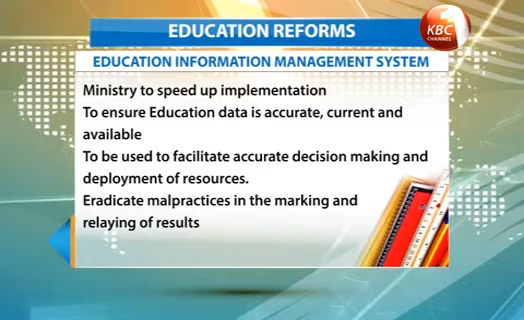 EDUCATION REFORMS
1
KBC
CHANNEL
EDUCATION INFORMATION MANAGEMENT SYSTEM
Ministry to speed up implementation
To ensure Education data is accurate, current and
available
To be used to facilitate accurate decision making and
deployment of resources.
Eradicate malpractices in the marking and
relaying of results